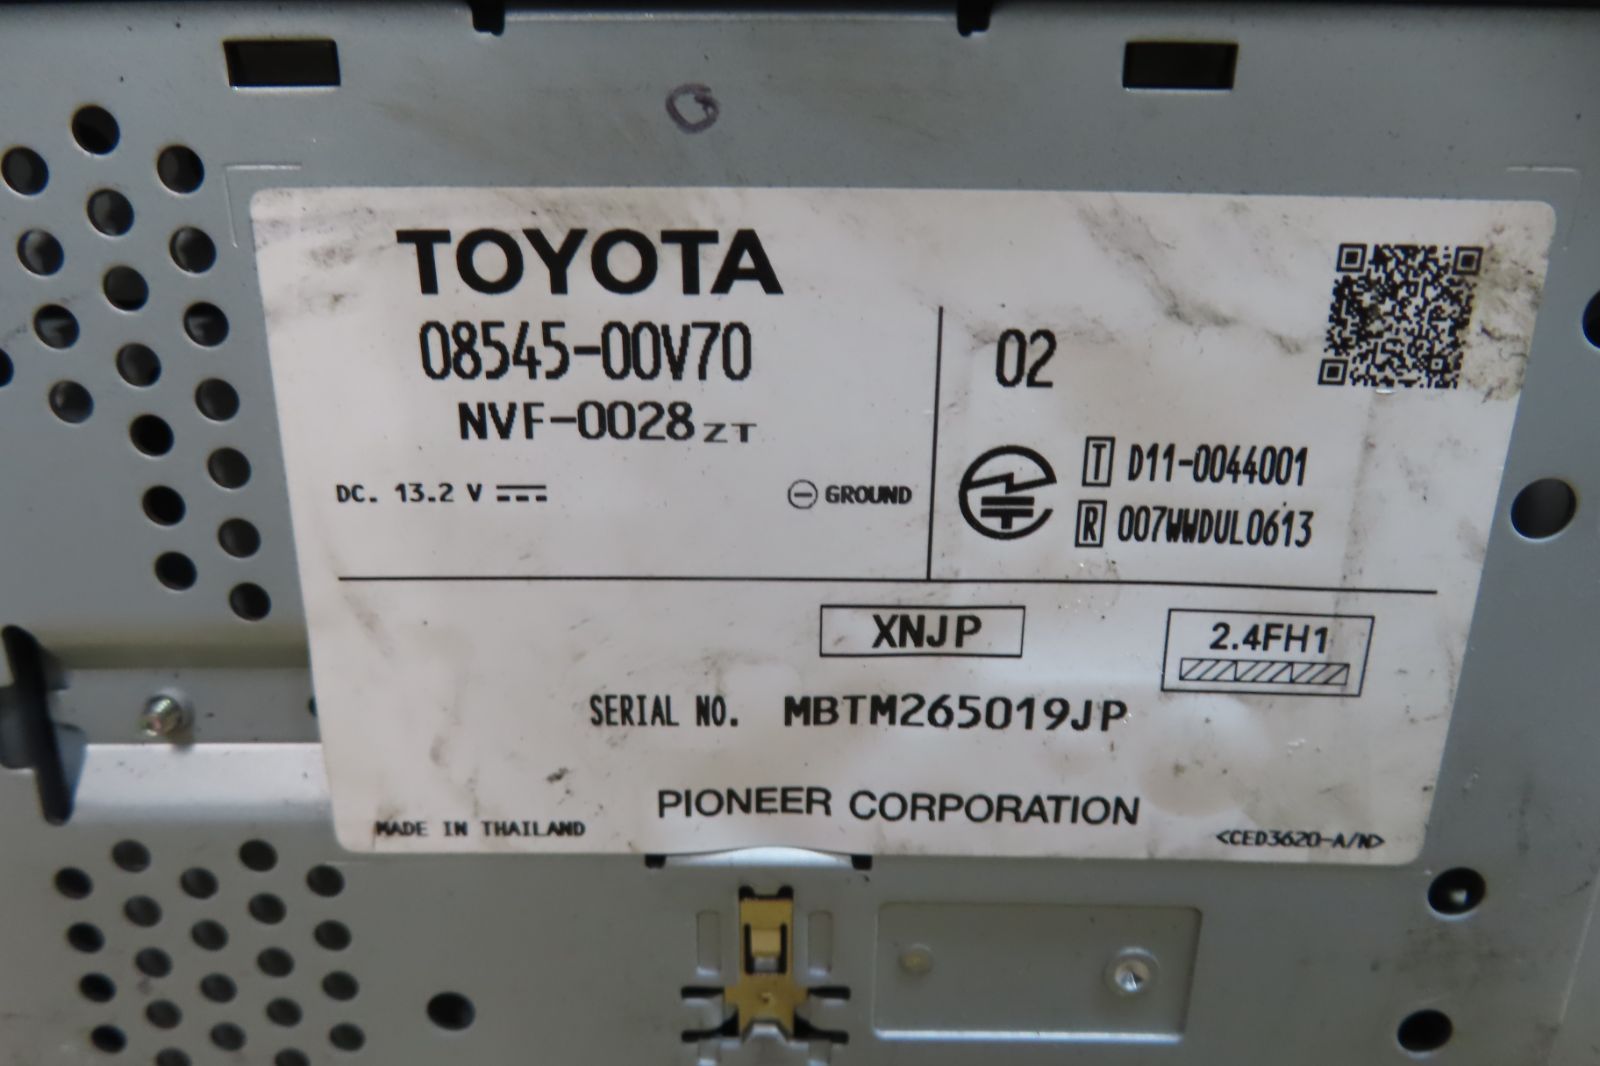 TOYOTA
08545-00V70
NVF-0028ZT
DC. 13.2 V
GROUND
02
T D11-0044001
R 007WWDUL0613
XNJP
2.4FH1
SERIAL NO. MBTM265019JP
PIONEER CORPORATION
MADE IN THAILAND
<CED3620-A/N>